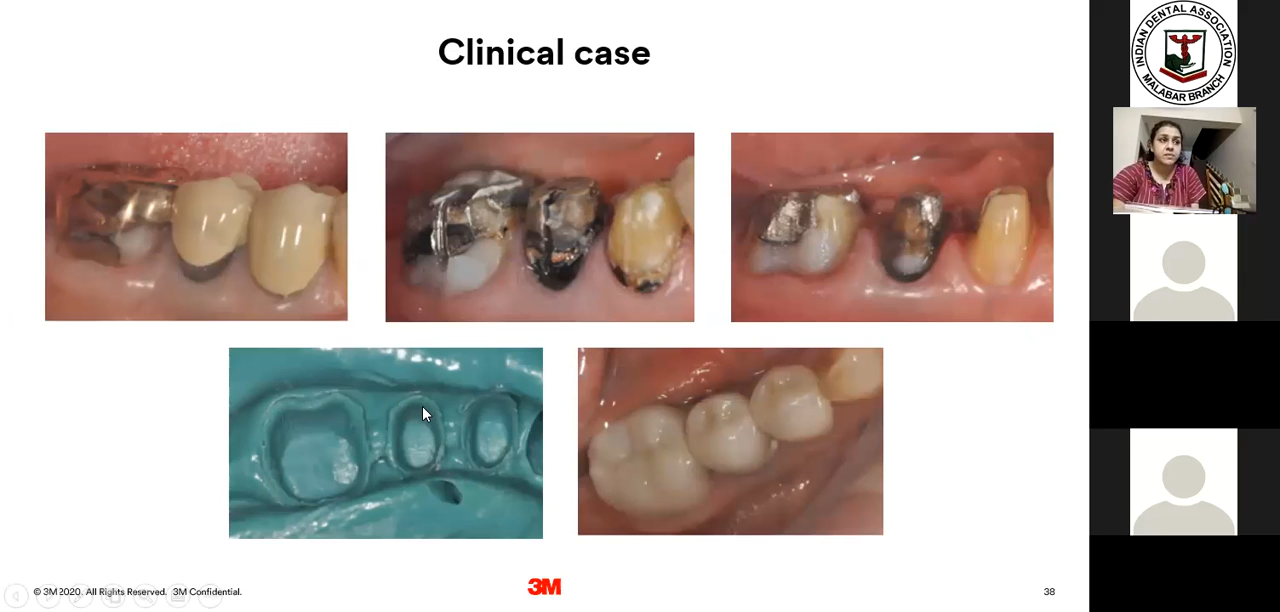 Clinical case
INDIAN DENTAL ASSOCIATION
MALABAR BRANCH
© 3M 2020. All Rights Reserved. 3M Confidential.
3M
38